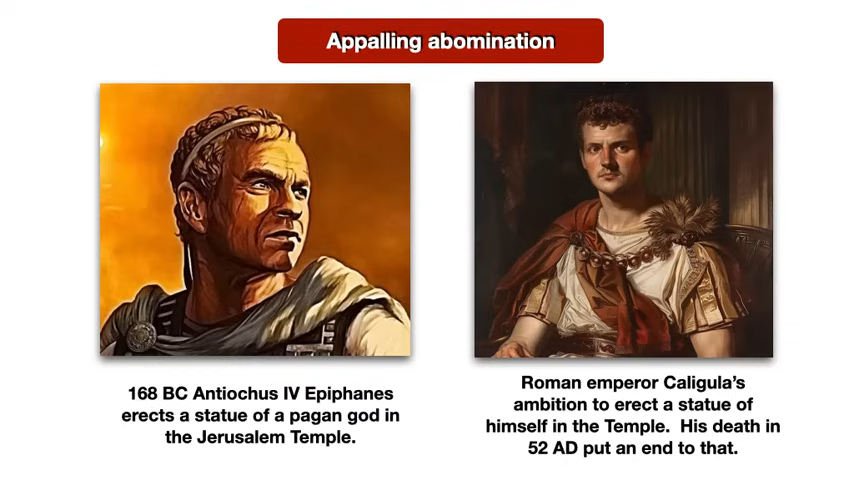 Appalling abomination
168 BC Antiochus IV Epiphanes
erects a statue of a pagan god in
the Jerusalem Temple.
Roman emperor Caligula’s
ambition to erect a statue of
himself in the Temple.  His death in
52 AD put an end to that.